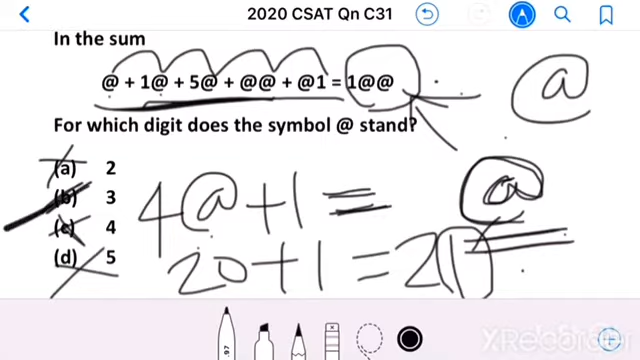 2020 CSAT Qn C31
In the sum
@ + 1@ + 5@ + @@ + @1 = 1@@
@
For which digit does the symbol @ stand?
(a) 2
(b) 3
(c) 4
(d) 5
4@+1= @
20+1=21
.97
XRecorder